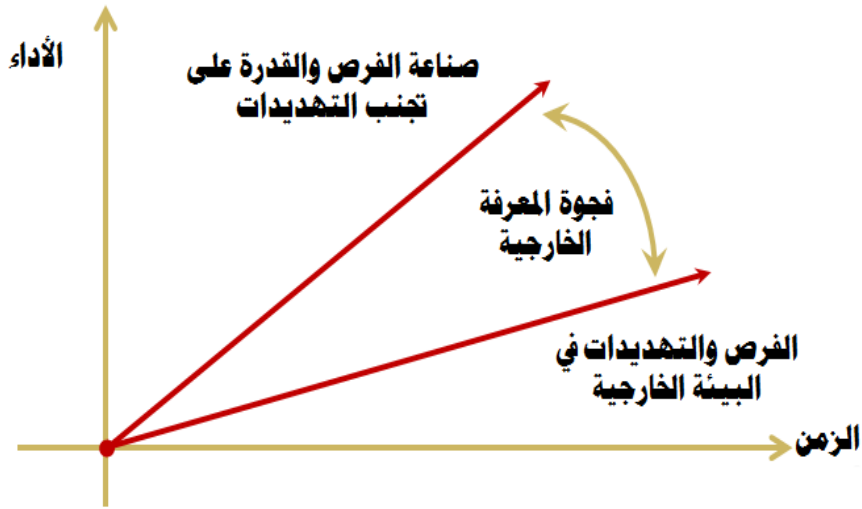 الأداء
صناعة الفرص والقدرة على
تجنب التهديدات
فجوة المعرفة
الخارجية
الفرص والتهديدات في
البيئة الخارجية
الزمن